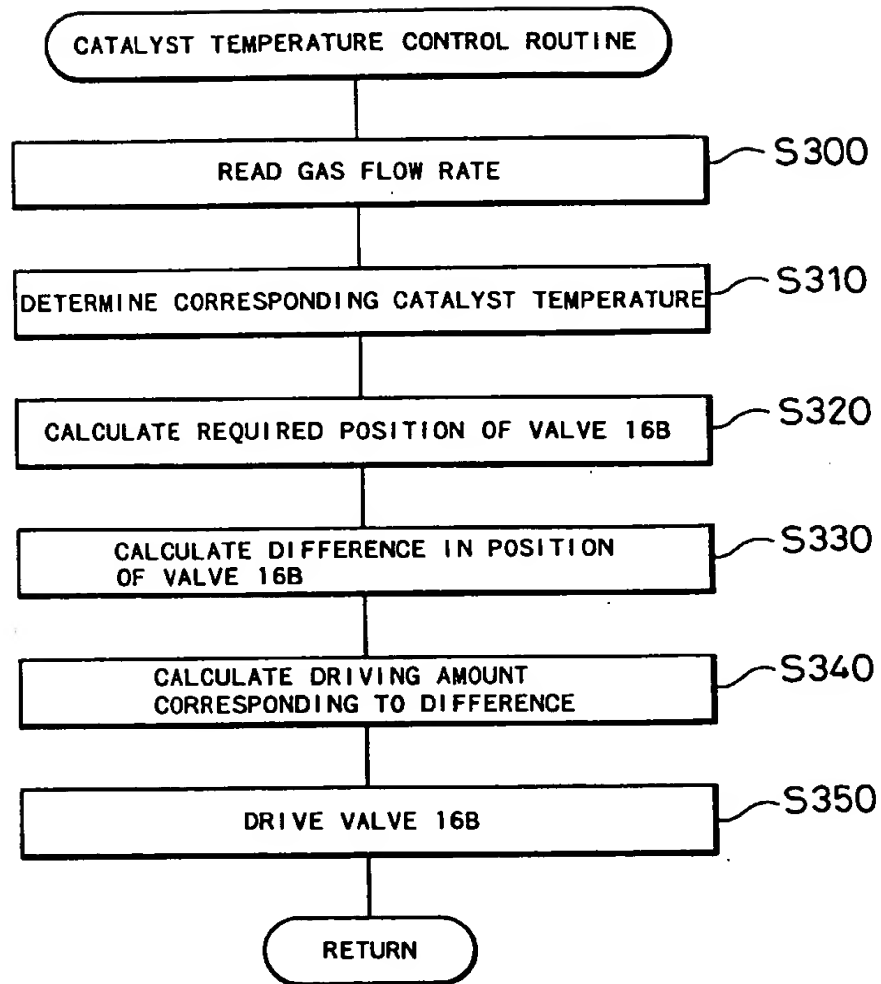 CATALYST TEMPERATURE CONTROL ROUTINE
READ GAS FLOW RATE
S300
DETERMINE CORRESPONDING CATALYST TEMPERATURE
S310
CALCULATE REQUIRED POSITION OF VALVE 16B
S320
CALCULATE DIFFERENCE IN POSITION
OF VALVE 16B
S330
CALCULATE DRIVING AMOUNT
CORRESPONDING TO DIFFERENCE
S340
DRIVE VALVE 16B
S350
RETURN